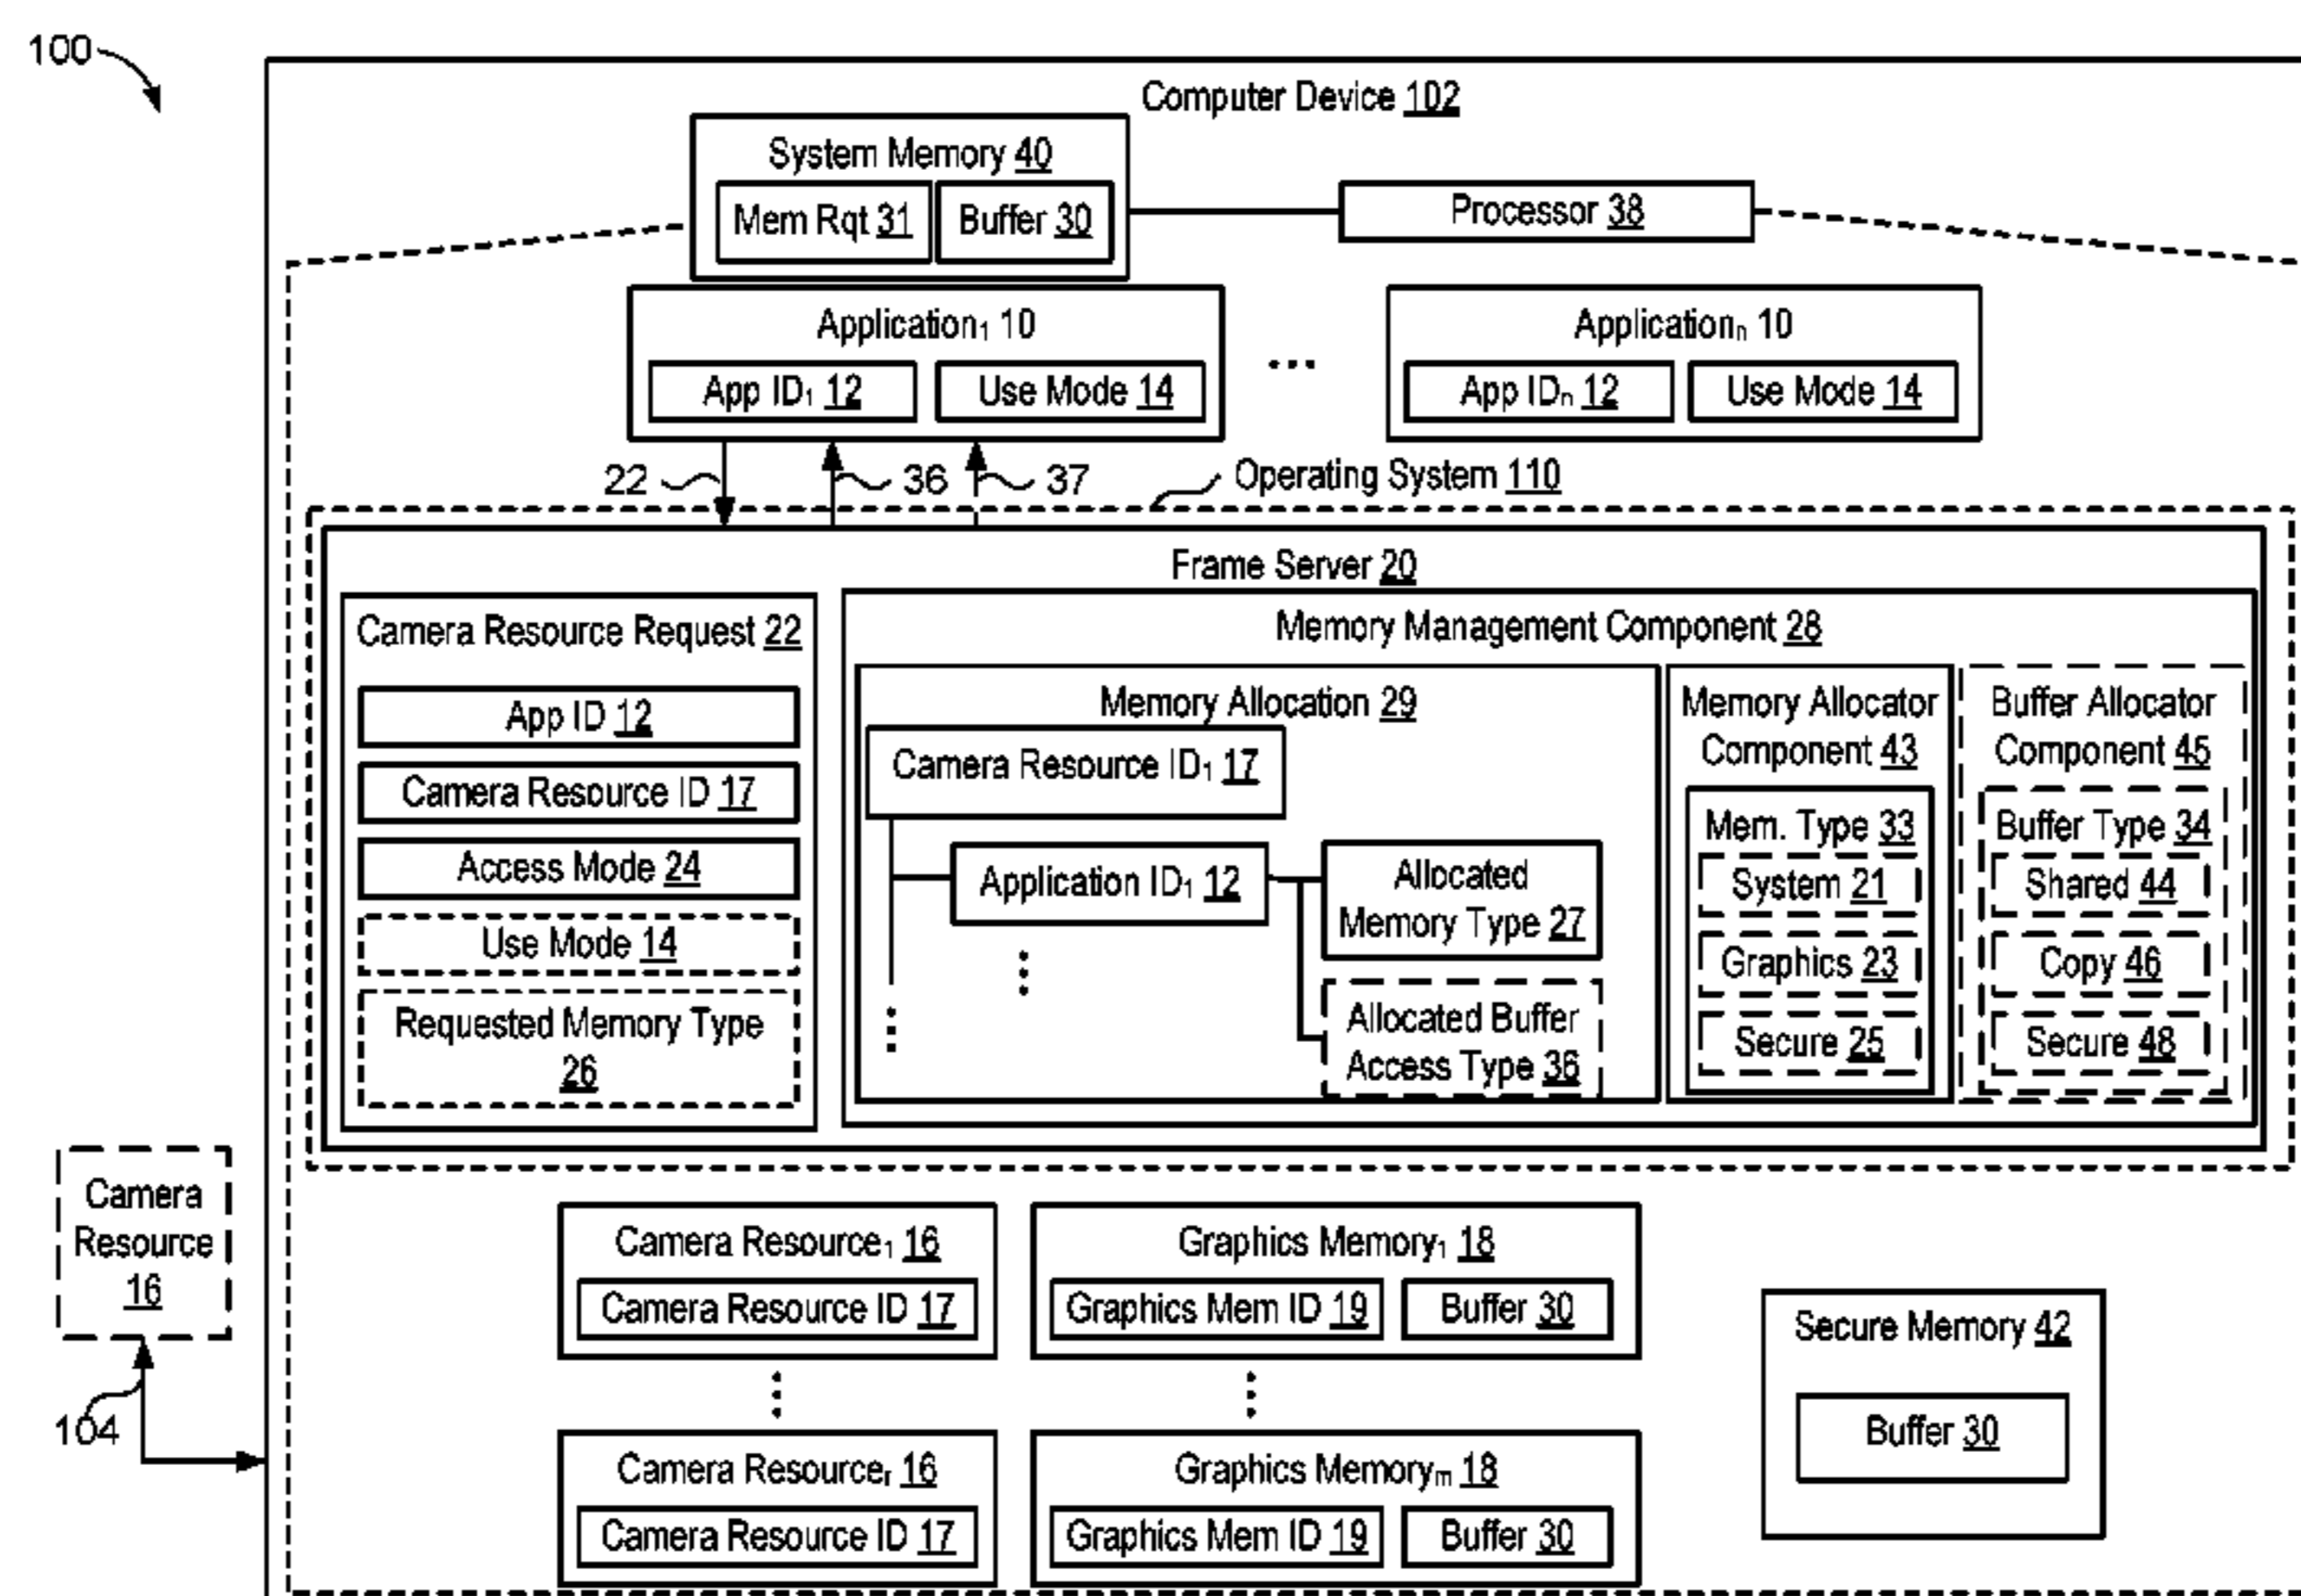 100
Computer Device 102
System Memory 40
Mem Rqt 31
Buffer 30
Processor 38
Application₁ 10
App ID₁ 12
Use Mode 14
...
Applicationₙ 10
App IDₙ 12
Use Mode 14
22
36
37
Operating System 110
Frame Server 20
Camera Resource Request 22
App ID 12
Camera Resource ID 17
Access Mode 24
Use Mode 14
Requested Memory Type
26
Memory Management Component 28
Memory Allocation 29
Camera Resource ID₁ 17
Application ID₁ 12
Allocated
Memory Type 27
Allocated Buffer
Access Type 36
Memory Allocator
Component 43
Mem. Type 33
System 21
Graphics 23
Secure 25
Buffer Allocator
Component 45
Buffer Type 34
Shared 44
Copy 46
Secure 48
Camera
Resource
16
104
Camera Resource₁ 16
Camera Resource ID 17
Graphics Memory₁ 18
Graphics Mem ID 19
Buffer 30
Camera Resourceᵣ 16
Camera Resource ID 17
Graphics Memoryₘ 18
Graphics Mem ID 19
Buffer 30
Secure Memory 42
Buffer 30